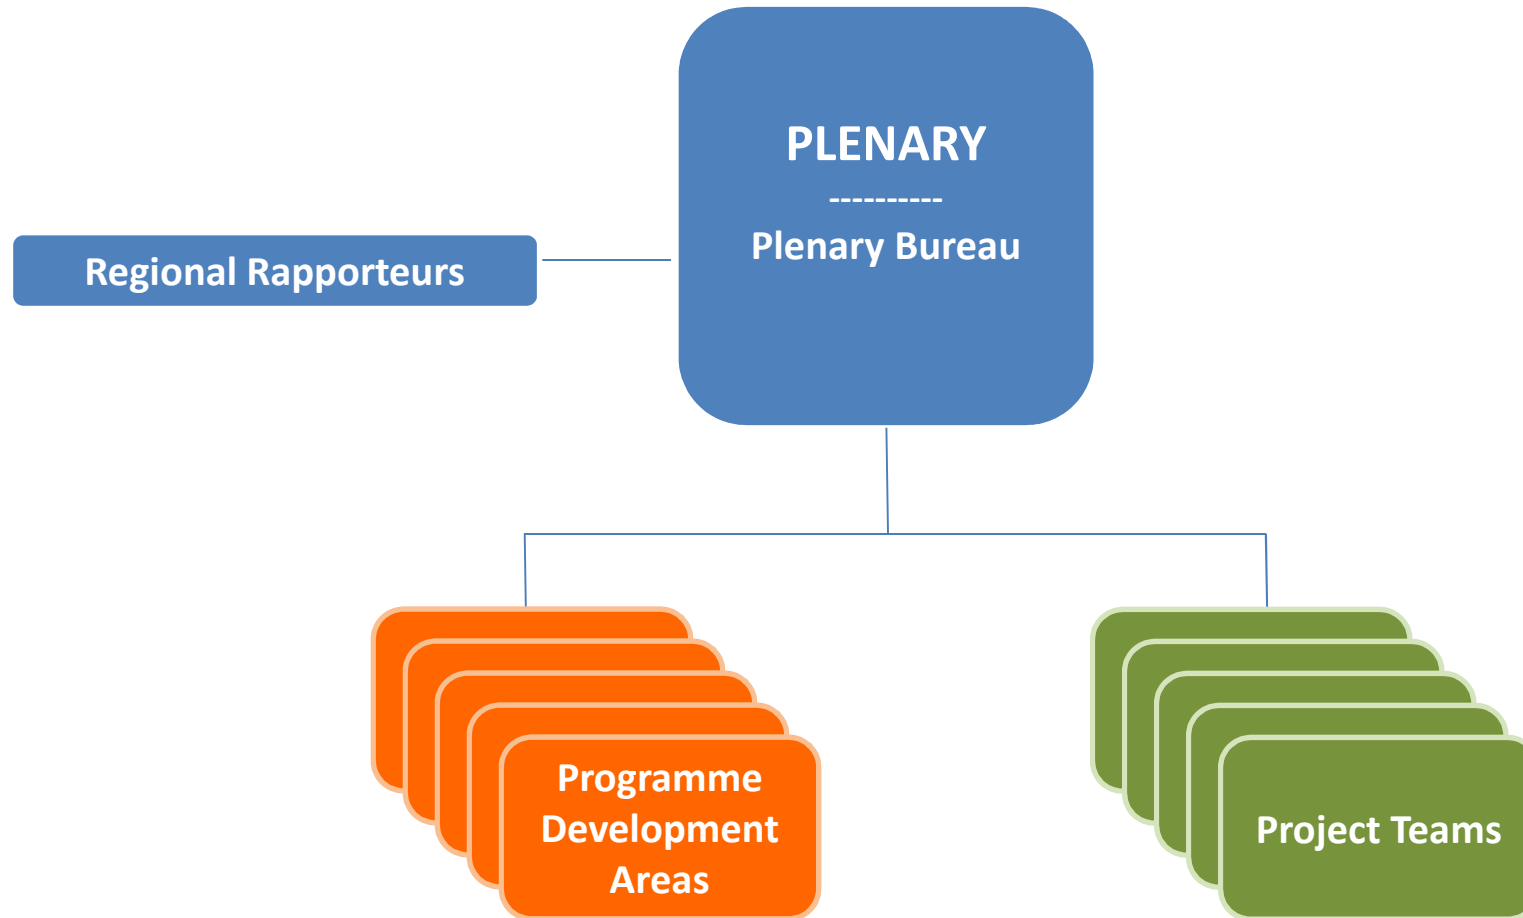 PLENARY
----------
Plenary Bureau
Regional Rapporteurs
Programme
Development
Areas
Project Teams